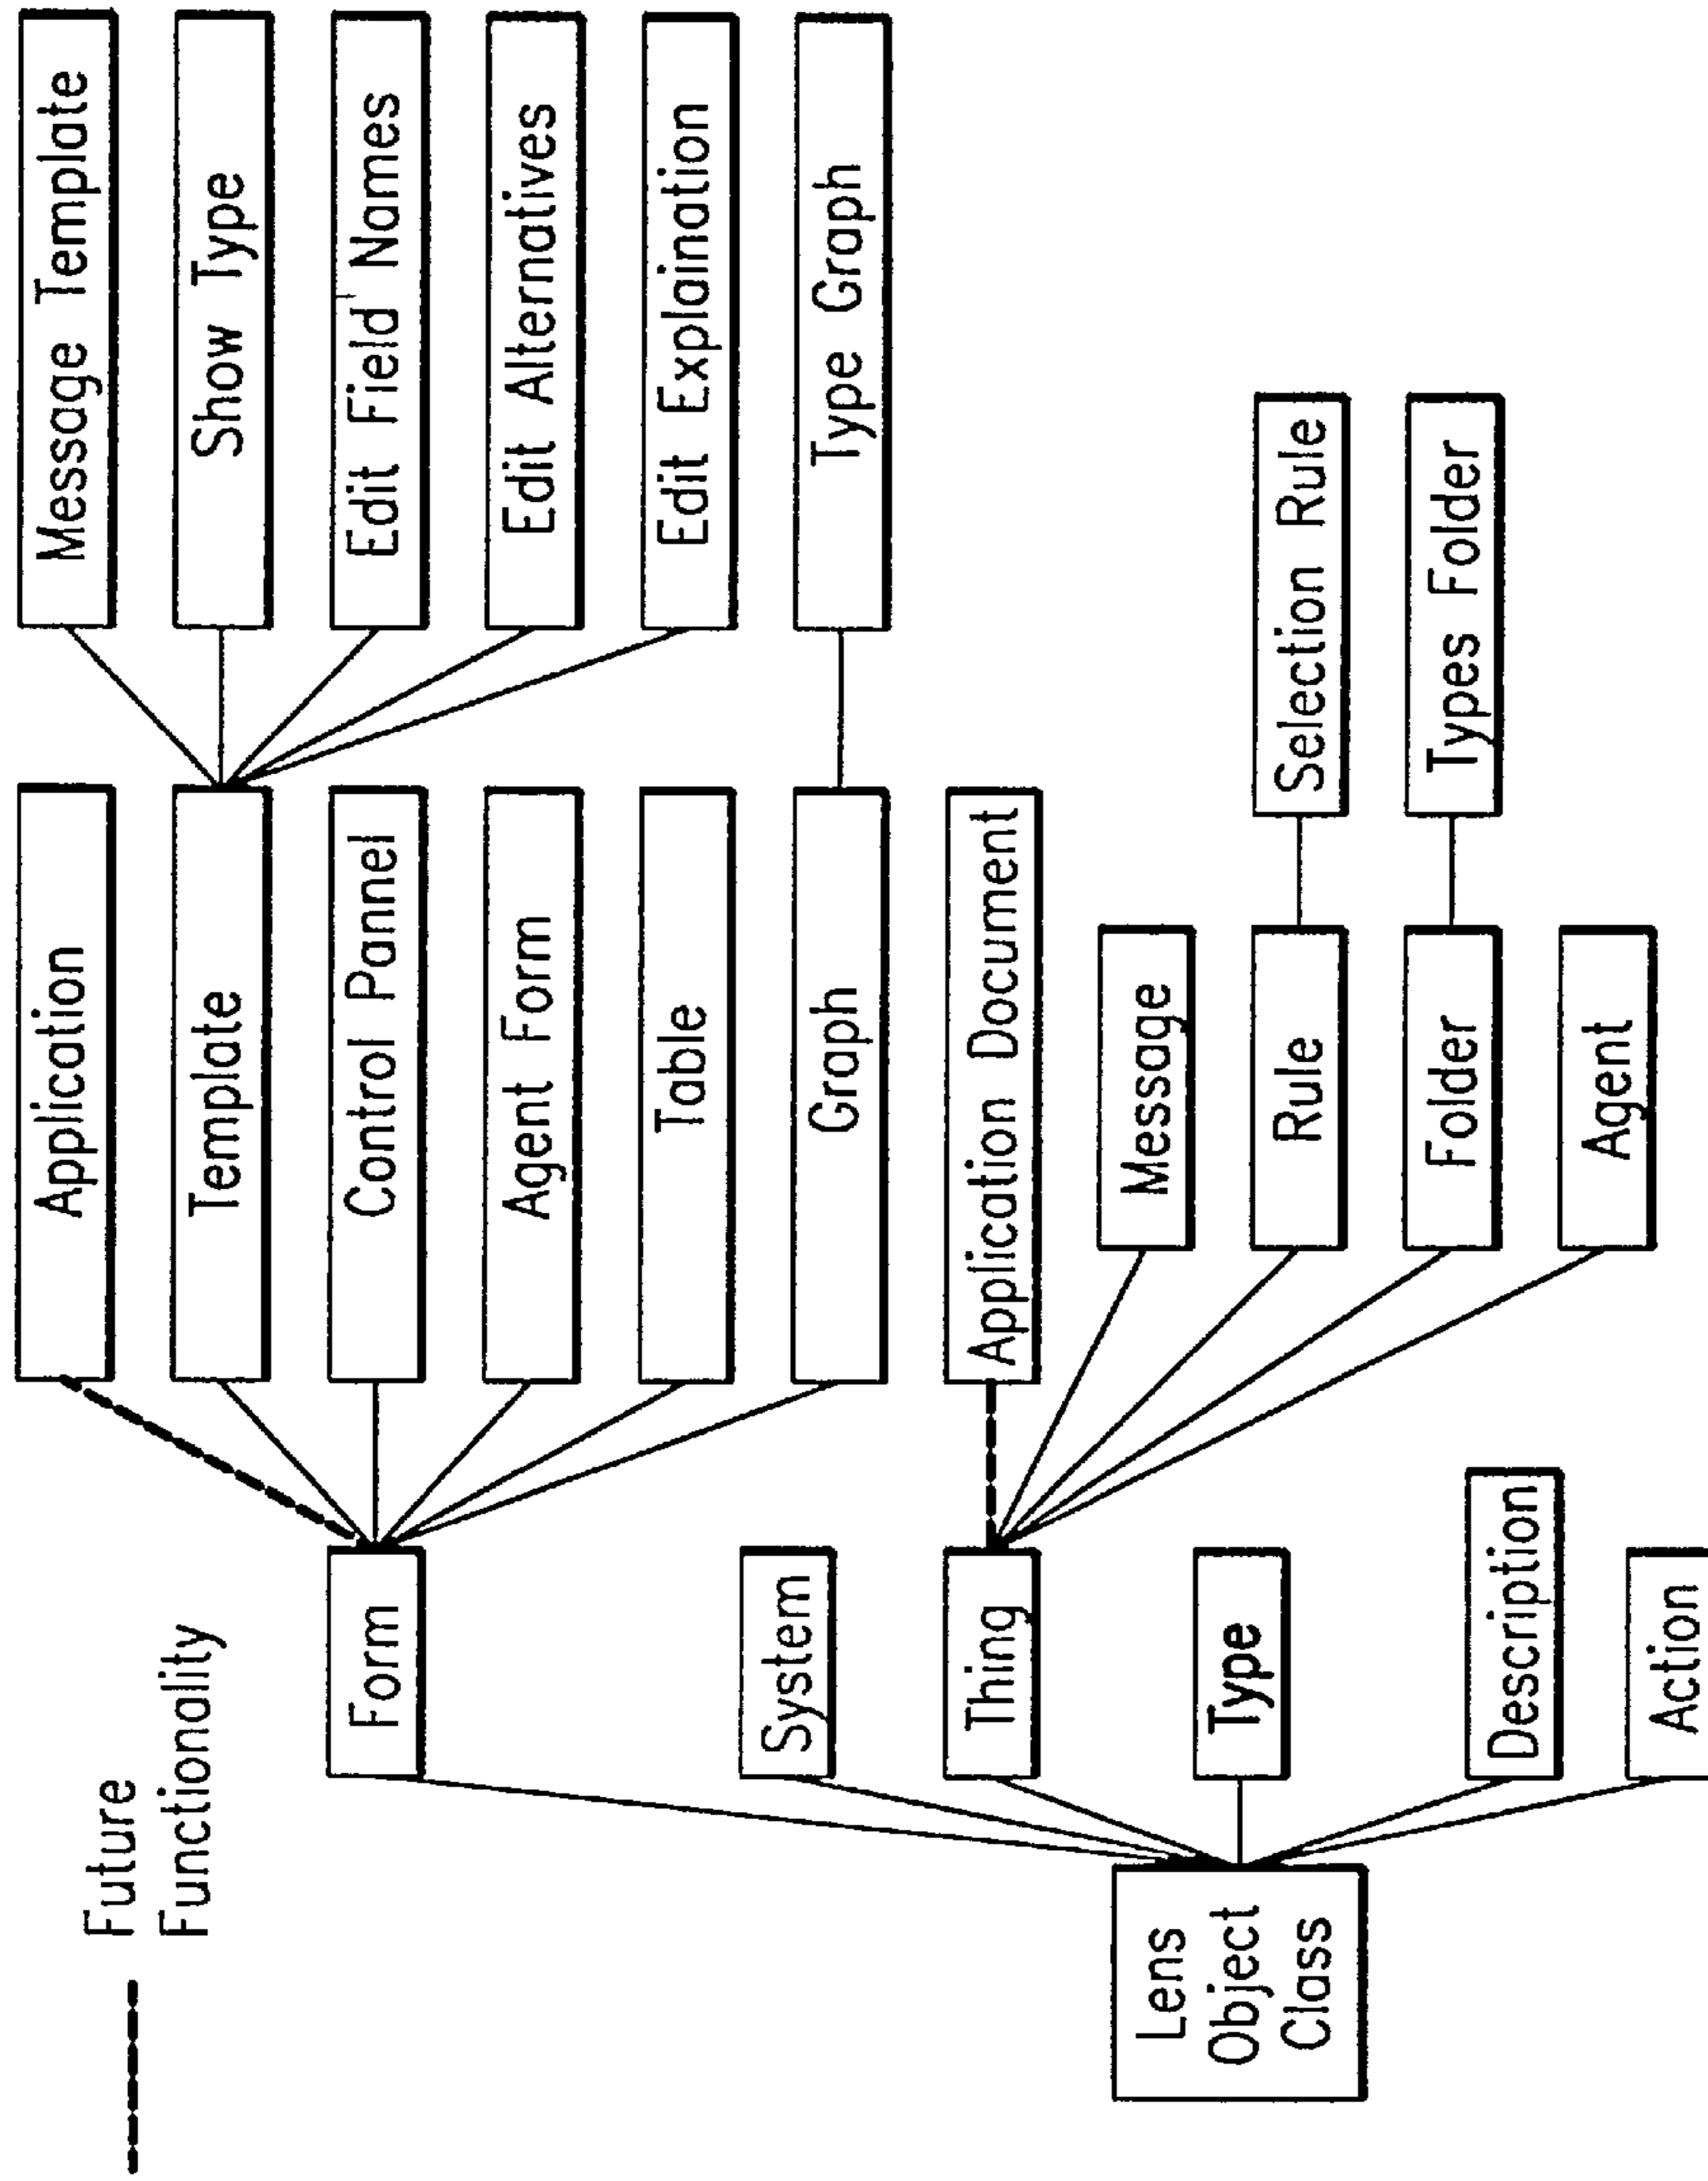 Future
Functionality
Lens
Object
Class
Form
System
Thing
Type
Description
Action
Application
Template
Control Pannel
Agent Form
Table
Graph
Application Document
Message
Rule
Folder
Agent
Message Template
Show Type
Edit Field Names
Edit Alternatives
Edit Explaination
Type Graph
Selection Rule
Types Folder